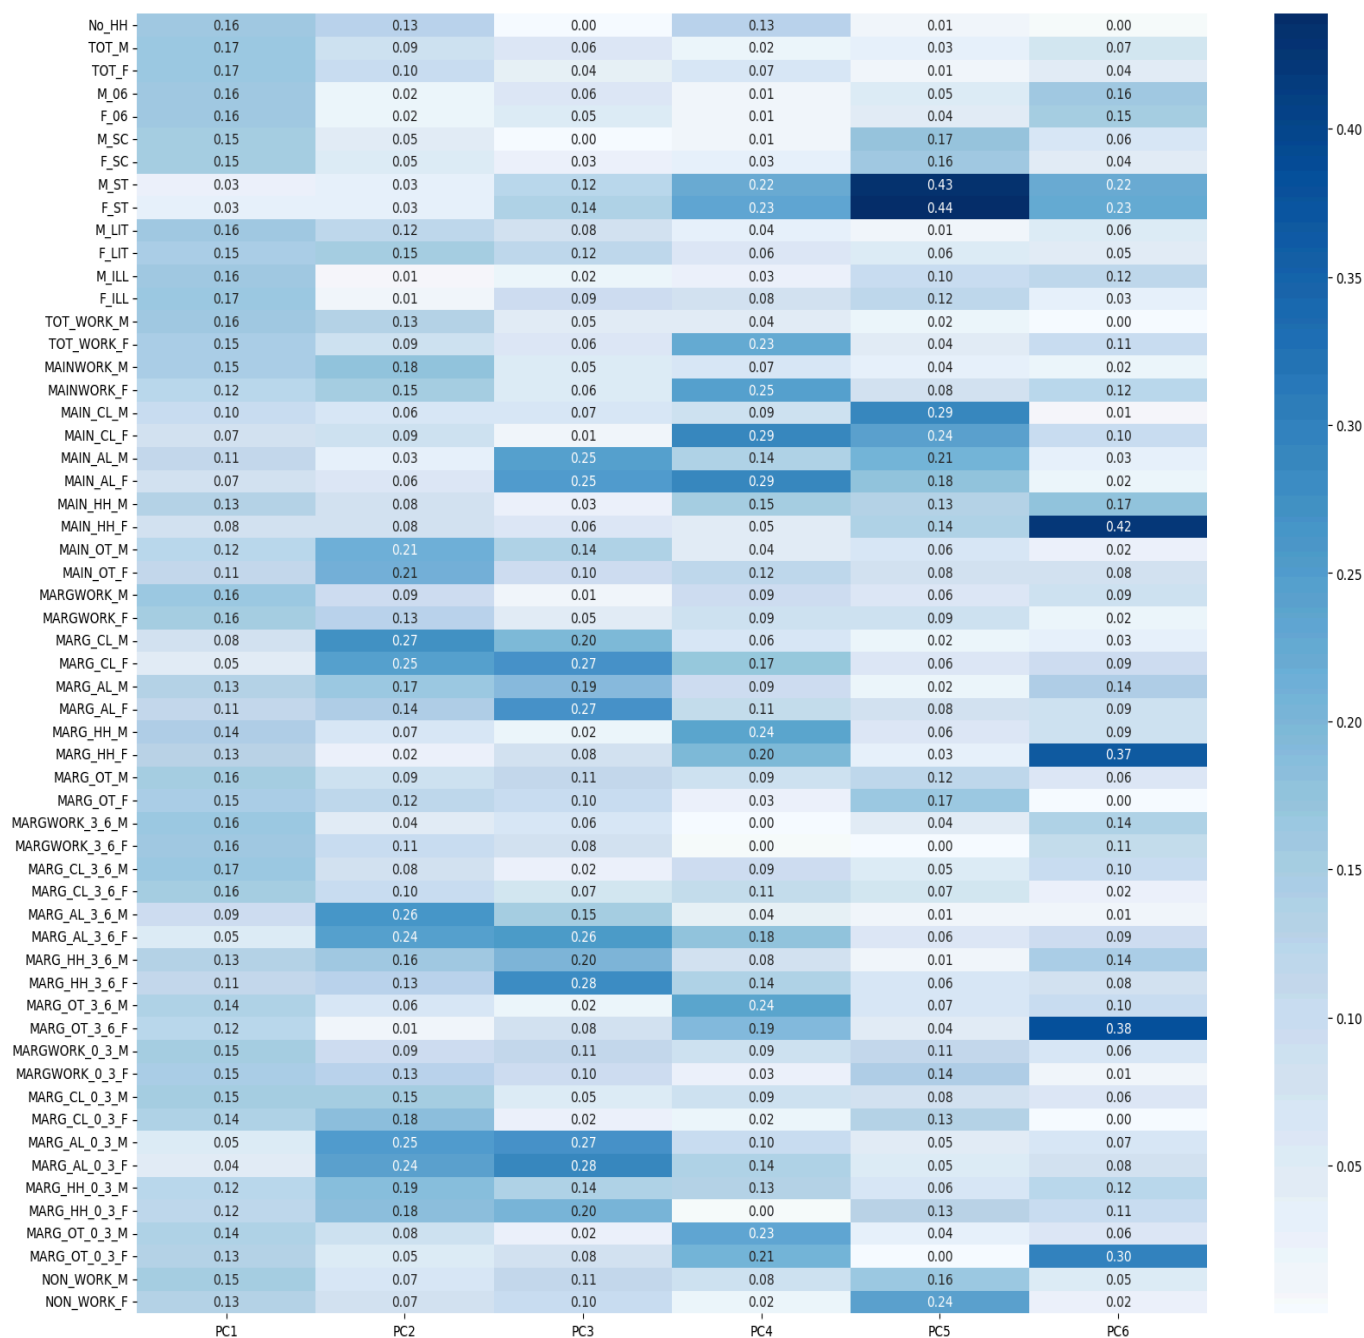 No_HH 0.16 0.13 0.00 0.13 0.01 0.00
TOT_M 0.17 0.09 0.06 0.02 0.03 0.07
TOT_F 0.17 0.10 0.04 0.07 0.01 0.04
M_06 0.16 0.02 0.06 0.01 0.05 0.16
F_06 0.16 0.02 0.05 0.01 0.04 0.15
0.40
M_SC 0.15 0.05 0.00 0.01 0.17 0.06
F_SC 0.15 0.05 0.03 0.03 0.16 0.04
M_ST 0.03 0.03 0.12 0.22 0.43 0.22
F_ST 0.03 0.03 0.14 0.23 0.44 0.23
M_LIT 0.16 0.12 0.08 0.04 0.01 0.06
F_LIT 0.15 0.15 0.12 0.06 0.06 0.05
M_ILL 0.16 0.01 0.02 0.03 0.10 0.12
0.35
F_ILL 0.17 0.01 0.09 0.08 0.12 0.03
TOT_WORK_M 0.16 0.13 0.05 0.04 0.02 0.00
TOT_WORK_F 0.15 0.09 0.06 0.23 0.04 0.11
MAINWORK_M 0.15 0.18 0.05 0.07 0.04 0.02
MAINWORK_F 0.12 0.15 0.06 0.25 0.08 0.12
MAIN_CL_M 0.10 0.06 0.07 0.09 0.29 0.01
0.30
MAIN_CL_F 0.07 0.09 0.01 0.29 0.24 0.10
MAIN_AL_M 0.11 0.03 0.25 0.14 0.21 0.03
MAIN_AL_F 0.07 0.06 0.25 0.29 0.18 0.02
MAIN_HH_M 0.13 0.08 0.03 0.15 0.13 0.17
MAIN_HH_F 0.08 0.08 0.06 0.05 0.14 0.42
MAIN_OT_M 0.12 0.21 0.14 0.04 0.06 0.02
MAIN_OT_F 0.11 0.21 0.10 0.12 0.08 0.08
0.25
MARGWORK_M 0.16 0.09 0.01 0.09 0.06 0.09
MARGWORK_F 0.16 0.13 0.05 0.09 0.09 0.02
MARG_CL_M 0.08 0.27 0.20 0.06 0.02 0.03
MARG_CL_F 0.05 0.25 0.27 0.17 0.06 0.09
MARG_AL_M 0.13 0.17 0.19 0.09 0.02 0.14
MARG_AL_F 0.11 0.14 0.27 0.11 0.08 0.09
0.20
MARG_HH_M 0.14 0.07 0.02 0.24 0.06 0.09
MARG_HH_F 0.13 0.02 0.08 0.20 0.03 0.37
MARG_OT_M 0.16 0.09 0.11 0.09 0.12 0.06
MARG_OT_F 0.15 0.12 0.10 0.03 0.17 0.00
MARGWORK_3_6_M 0.16 0.04 0.06 0.00 0.04 0.14
MARGWORK_3_6_F 0.16 0.11 0.08 0.00 0.00 0.11
MARG_CL_3_6_M 0.17 0.08 0.02 0.09 0.05 0.10
0.15
MARG_CL_3_6_F 0.16 0.10 0.07 0.11 0.07 0.02
MARG_AL_3_6_M 0.09 0.26 0.15 0.04 0.01 0.01
MARG_AL_3_6_F 0.05 0.24 0.26 0.18 0.06 0.09
MARG_HH_3_6_M 0.13 0.16 0.20 0.08 0.01 0.14
MARG_HH_3_6_F 0.11 0.13 0.28 0.14 0.06 0.08
MARG_OT_3_6_M 0.14 0.06 0.02 0.24 0.07 0.10
0.10
MARG_OT_3_6_F 0.12 0.01 0.08 0.19 0.04 0.38
MARGWORK_0_3_M 0.15 0.09 0.11 0.09 0.11 0.06
MARGWORK_0_3_F 0.15 0.13 0.10 0.03 0.14 0.01
MARG_CL_0_3_M 0.15 0.15 0.05 0.09 0.08 0.06
MARG_CL_0_3_F 0.14 0.18 0.02 0.02 0.13 0.00
MARG_AL_0_3_M 0.05 0.25 0.27 0.10 0.05 0.07
MARG_AL_0_3_F 0.04 0.24 0.28 0.14 0.05 0.08
0.05
MARG_HH_0_3_M 0.12 0.19 0.14 0.13 0.06 0.12
MARG_HH_0_3_F 0.12 0.18 0.20 0.00 0.13 0.11
MARG_OT_0_3_M 0.14 0.08 0.02 0.23 0.04 0.06
MARG_OT_0_3_F 0.13 0.05 0.08 0.21 0.00 0.30
NON_WORK_M 0.15 0.07 0.11 0.08 0.16 0.05
NON_WORK_F 0.13 0.07 0.10 0.02 0.24 0.02
PC1 PC2 PC3 PC4 PC5 PC6